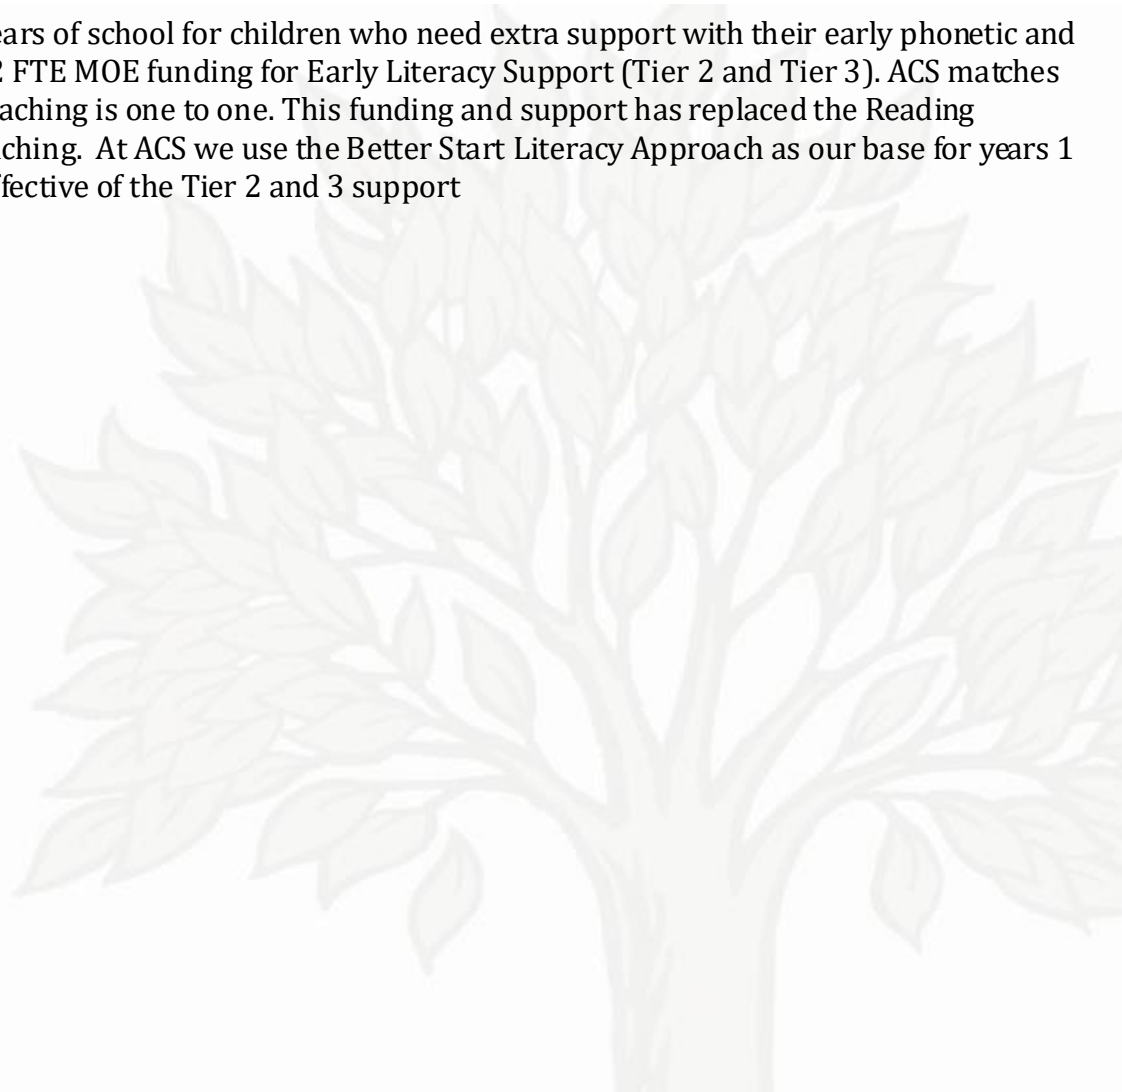 ears of school for children who need extra support with their early phonetic and
2 FTE MOE funding for Early Literacy Support (Tier 2 and Tier 3). ACS matches
aching is one to one. This funding and support has replaced the Reading
ching.  At ACS we use the Better Start Literacy Approach as our base for years 1
ffective of the Tier 2 and 3 support